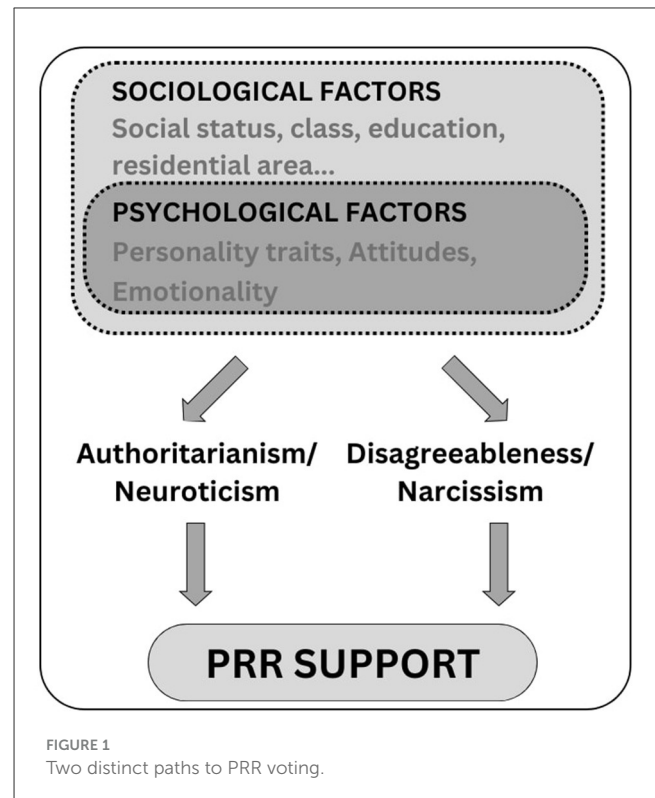 SOCIOLOGICAL FACTORS
Social status, class, education,
residential area...
PSYCHOLOGICAL FACTORS
Personality traits, Attitudes,
Emotionality
Authoritarianism/
Neuroticism
Disagreeableness/
Narcissism
PRR SUPPORT
FIGURE 1
Two distinct paths to PRR voting.